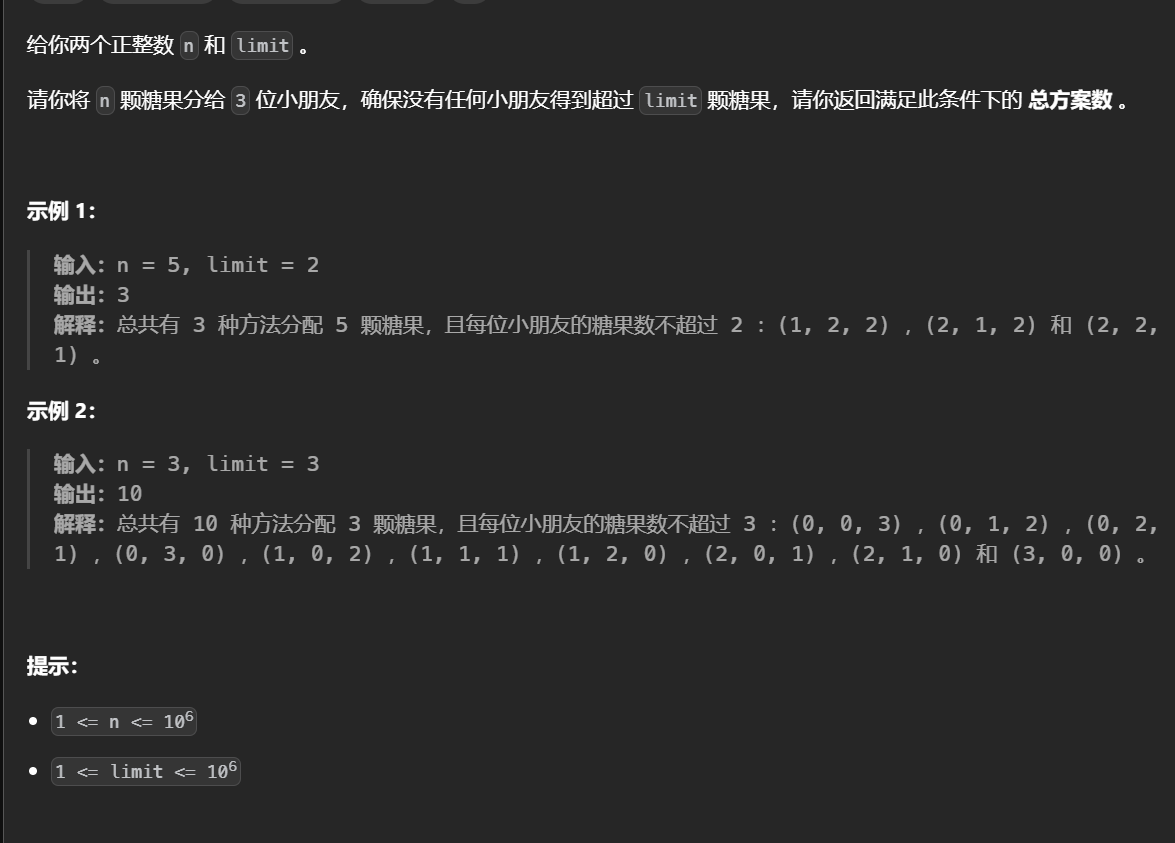 给你两个正整数 n 和 limit 。
请你将 n 颗糖果分给 3 位小朋友，确保没有任何小朋友得到超过 limit 颗糖果，请你返回满足此条件下的 总方案数 。
示例 1：
输入：n = 5, limit = 2
输出：3
解释：总共有 3 种方法分配 5 颗糖果，且每位小朋友的糖果数不超过 2 ：(1, 2, 2) ，(2, 1, 2) 和 (2, 2,
1) 。
示例 2：
输入：n = 3, limit = 3
输出：10
解释：总共有 10 种方法分配 3 颗糖果，且每位小朋友的糖果数不超过 3 ：(0, 0, 3) ，(0, 1, 2) ，(0, 2,
1) ，(0, 3, 0) ，(1, 0, 2) ，(1, 1, 1) ，(1, 2, 0) ，(2, 0, 1) ，(2, 1, 0) 和 (3, 0, 0) 。
提示：
• 1 <= n <= 10⁶
• 1 <= limit <= 10⁶